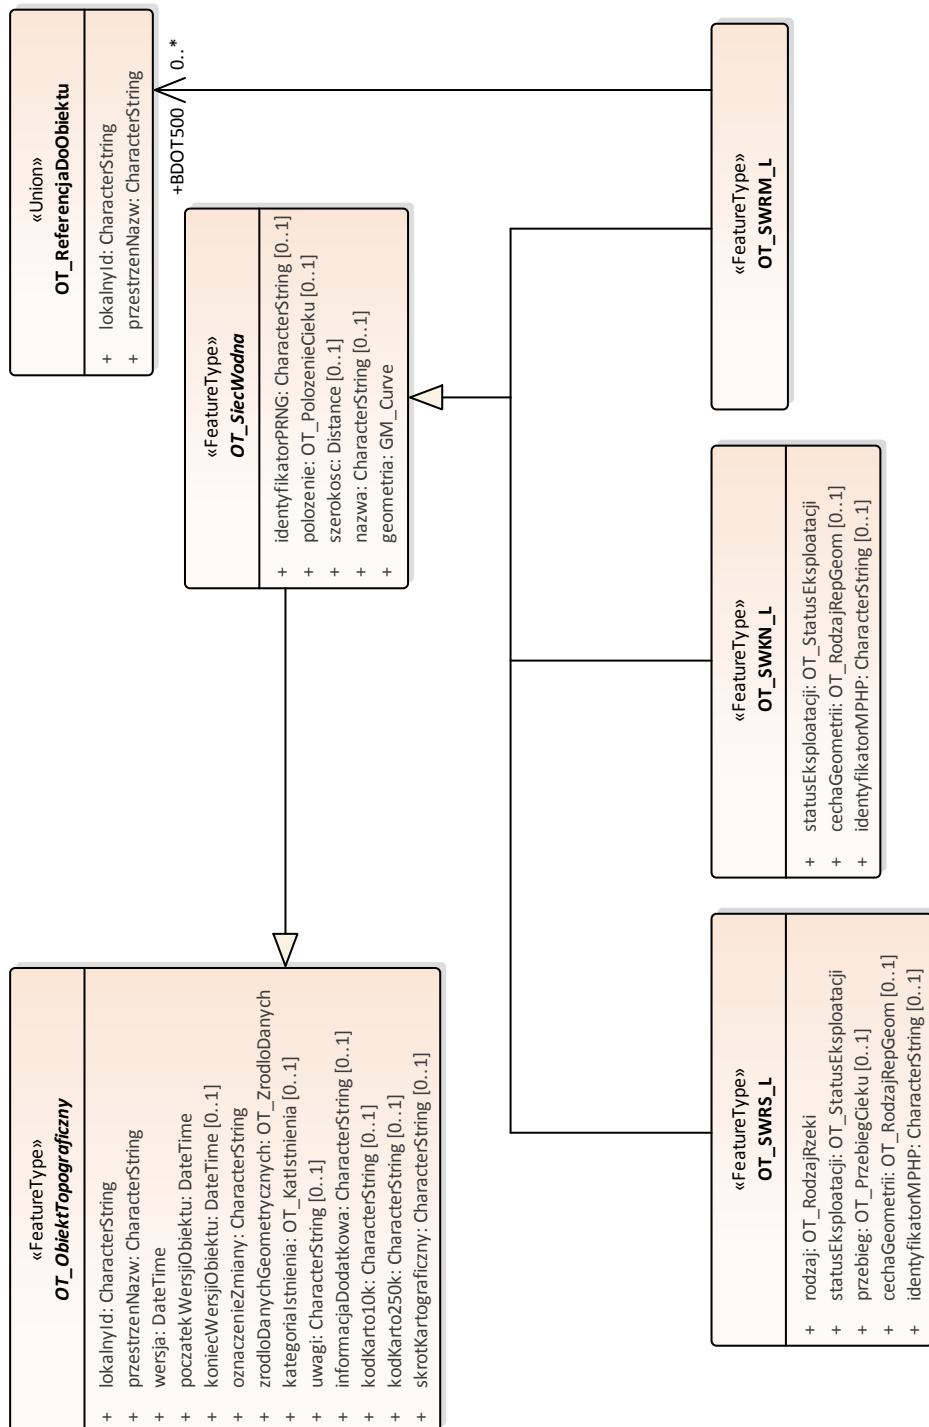 «FeatureType»
OT_ObiektTopograficzny
+ lokalnyId: CharacterString
+ przestrzenNazw: CharacterString
+ wersja: DateTime
+ poczatekWersjiObiektu: DateTime
+ koniecWersjiObiektu: DateTime [0..1]
+ oznaczenieZmiany: CharacterString
+ zrodloDanychGeometrycznych: OT_ZrodloDanych
+ kategoriaIstnienia: OT_KatIstnienia [0..1]
+ uwagi: CharacterString [0..1]
+ informacjaDodatkowa: CharacterString [0..1]
+ kodKarto10k: CharacterString [0..1]
+ kodKarto250k: CharacterString [0..1]
+ skrotKartograficzny: CharacterString [0..1]
«Union»
OT_ReferencjaDoObiektu
+ lokalnyId: CharacterString
+ przestrzenNazw: CharacterString
+BDOT500 0..*
«FeatureType»
OT_SiecWodna
+ identyfikatorPRNG: CharacterString [0..1]
+ polozenie: OT_PolozenieCieku [0..1]
+ szerokosc: Distance [0..1]
+ nazwa: CharacterString [0..1]
+ geometria: GM_Curve
«FeatureType»
OT_SWRS_L
+ rodzaj: OT_RodzajRzeki
+ statusEksploatacji: OT_StatusEksploatacji
+ przebieg: OT_PrzebiegCieku [0..1]
+ cechaGeometrii: OT_RodzajRepGeom [0..1]
+ identyfikatorMPHP: CharacterString [0..1]
«FeatureType»
OT_SWKN_L
+ statusEksploatacji: OT_StatusEksploatacji
+ cechaGeometrii: OT_RodzajRepGeom [0..1]
+ identyfikatorMPHP: CharacterString [0..1]
«FeatureType»
OT_SWRM_L